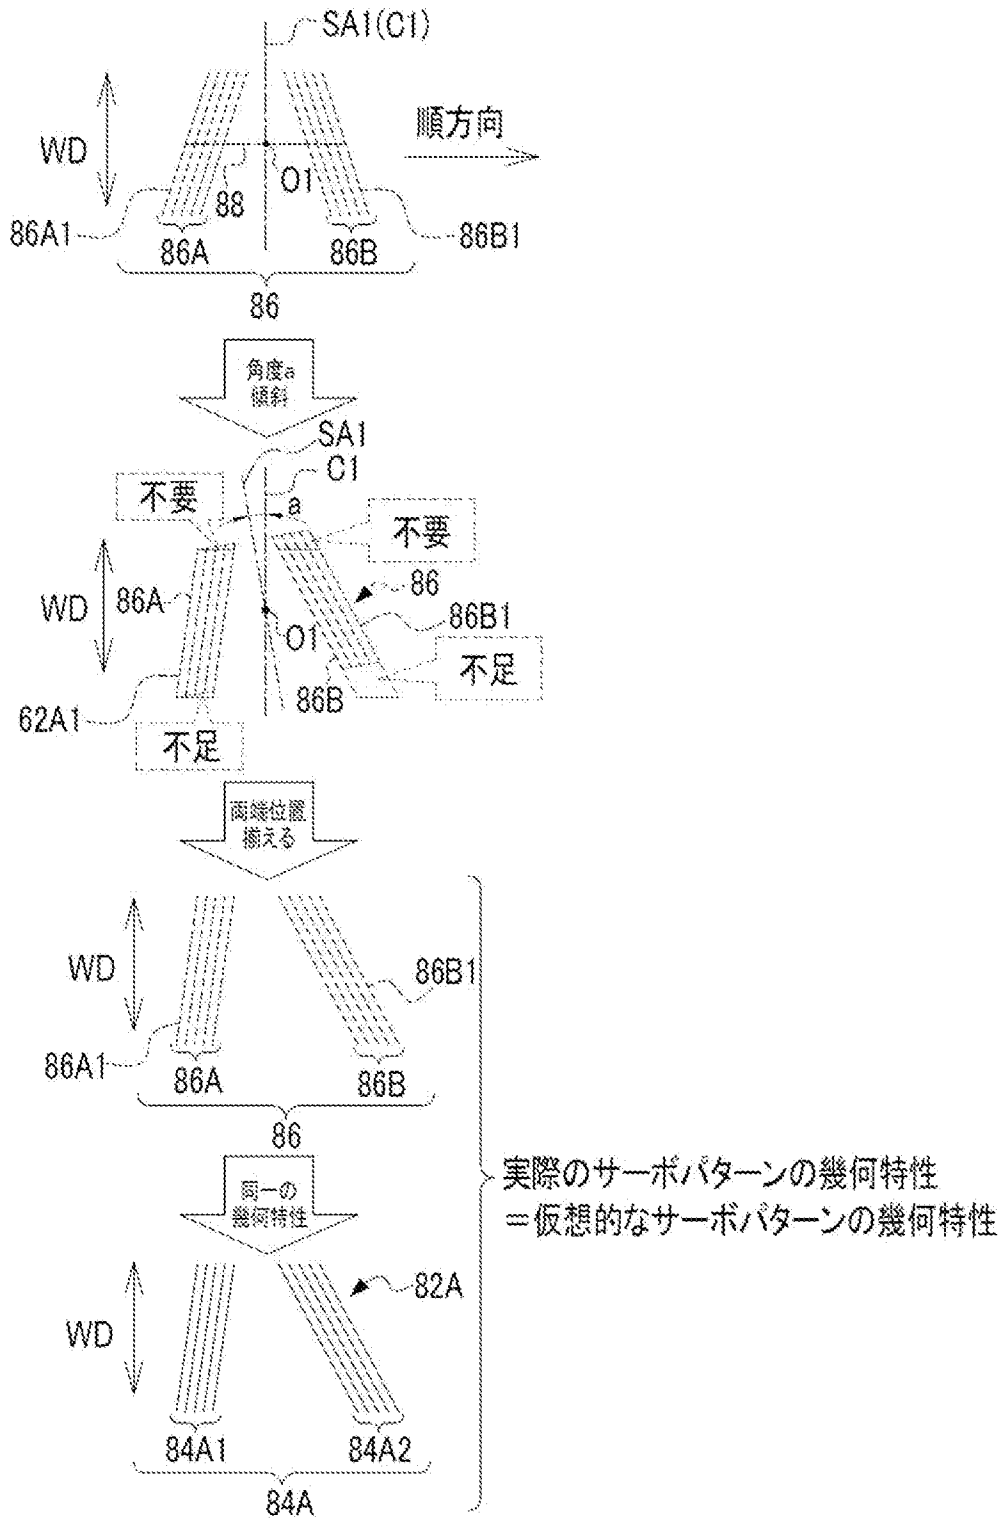 SA1(C1)
WD
順方向
O1
88
86A1
86A
86B
86B1
86
角度a
傾斜
SA1
C1
不要
a
不要
WD
86A
86
86B1
O1
不足
86B
62A1
不足
両端位置
揃える
WD
86B1
86A1
86A
86B
86
同一の
幾何特性
実際のサーボパターンの幾何特性
=仮想的なサーボパターンの幾何特性
82A
WD
84A1
84A2
84A